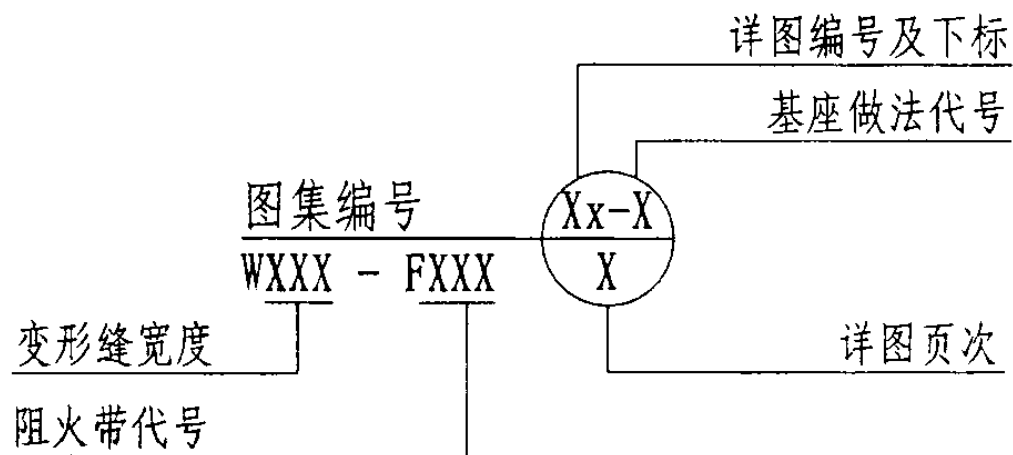 详图编号及下标
基座做法代号
图集编号
Xx-X
WXXX - FXXX
X
变形缝宽度
详图页次
阻火带代号